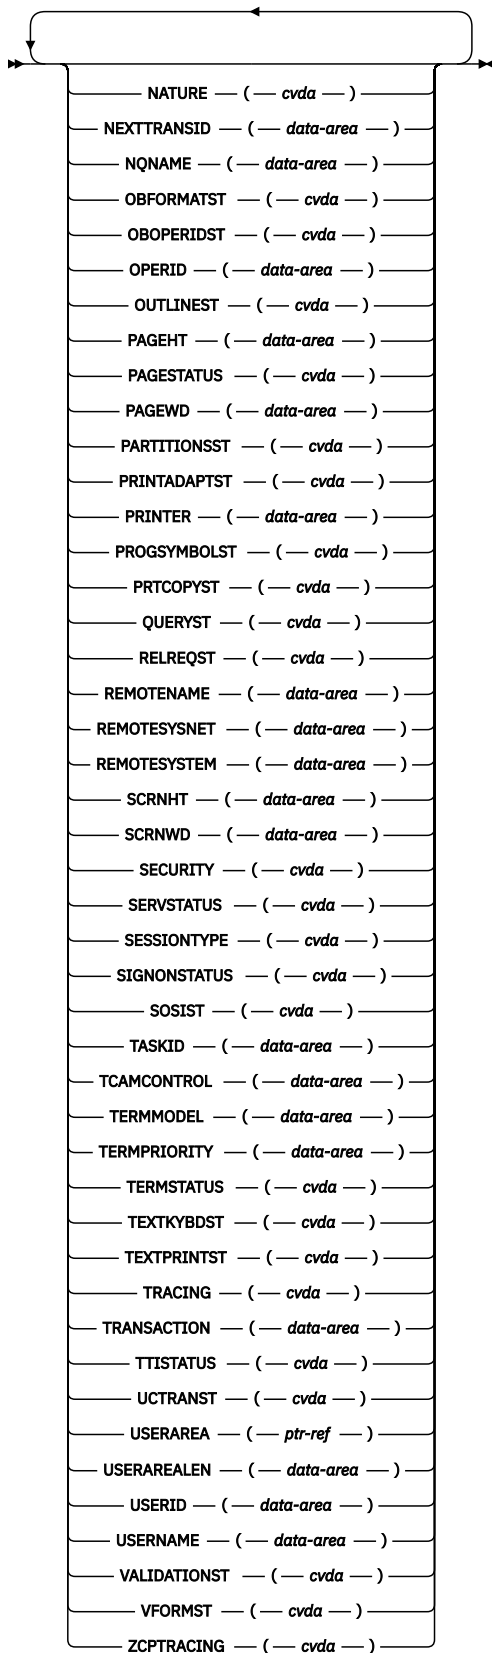 NATURE ( cvda )
NEXTTRANSID ( data-area )
NQNAME ( data-area )
OBFORMATST ( cvda )
OBOPERIDST ( cvda )
OPERID ( data-area )
OUTLINEST ( cvda )
PAGEHT ( data-area )
PAGESTATUS ( cvda )
PAGEWD ( data-area )
PARTITIONSST ( cvda )
PRINTADAPTST ( cvda )
PRINTER ( data-area )
PROGSYMBOLST ( cvda )
PRTCOPYST ( cvda )
QUERYST ( cvda )
RELREQST ( cvda )
REMOTENAME ( data-area )
REMOTESYSNET ( data-area )
REMOTESYSTEM ( data-area )
SCRNHT ( data-area )
SCRNWD ( data-area )
SECURITY ( cvda )
SERVSTATUS ( cvda )
SESSIONTYPE ( cvda )
SIGNONSTATUS ( cvda )
SOSIST ( cvda )
TASKID ( data-area )
TCAMCONTROL ( data-area )
TERMMODEL ( data-area )
TERMPRIORITY ( data-area )
TERMSTATUS ( cvda )
TEXTKYBDST ( cvda )
TEXTPRINTST ( cvda )
TRACING ( cvda )
TRANSACTION ( data-area )
TTISTATUS ( cvda )
UCTRANST ( cvda )
USERAREA ( ptr-ref )
USERAREALEN ( data-area )
USERID ( data-area )
USERNAME ( data-area )
VALIDATIONST ( cvda )
VFORMST ( cvda )
ZCPTRACING ( cvda )